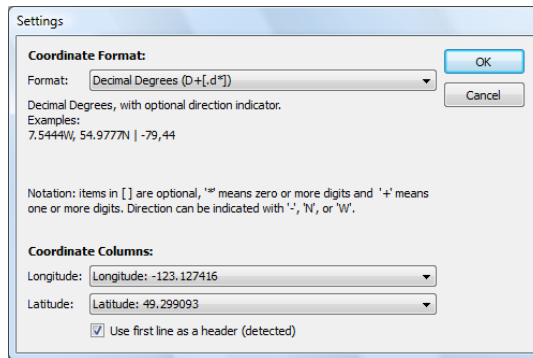 Settings
Coordinate Format:
Format: Decimal Degrees (D+[.d*])
OK
Cancel
Decimal Degrees, with optional direction indicator.
Examples:
7.5444W, 54.9777N | -79,44
Notation: items in [ ] are optional, '*' means zero or more digits and '+' means
one or more digits. Direction can be indicated with '-', 'N', or 'W'.
Coordinate Columns:
Longitude: Longitude: -123.127416
Latitude: Latitude: 49.299093
Use first line as a header (detected)